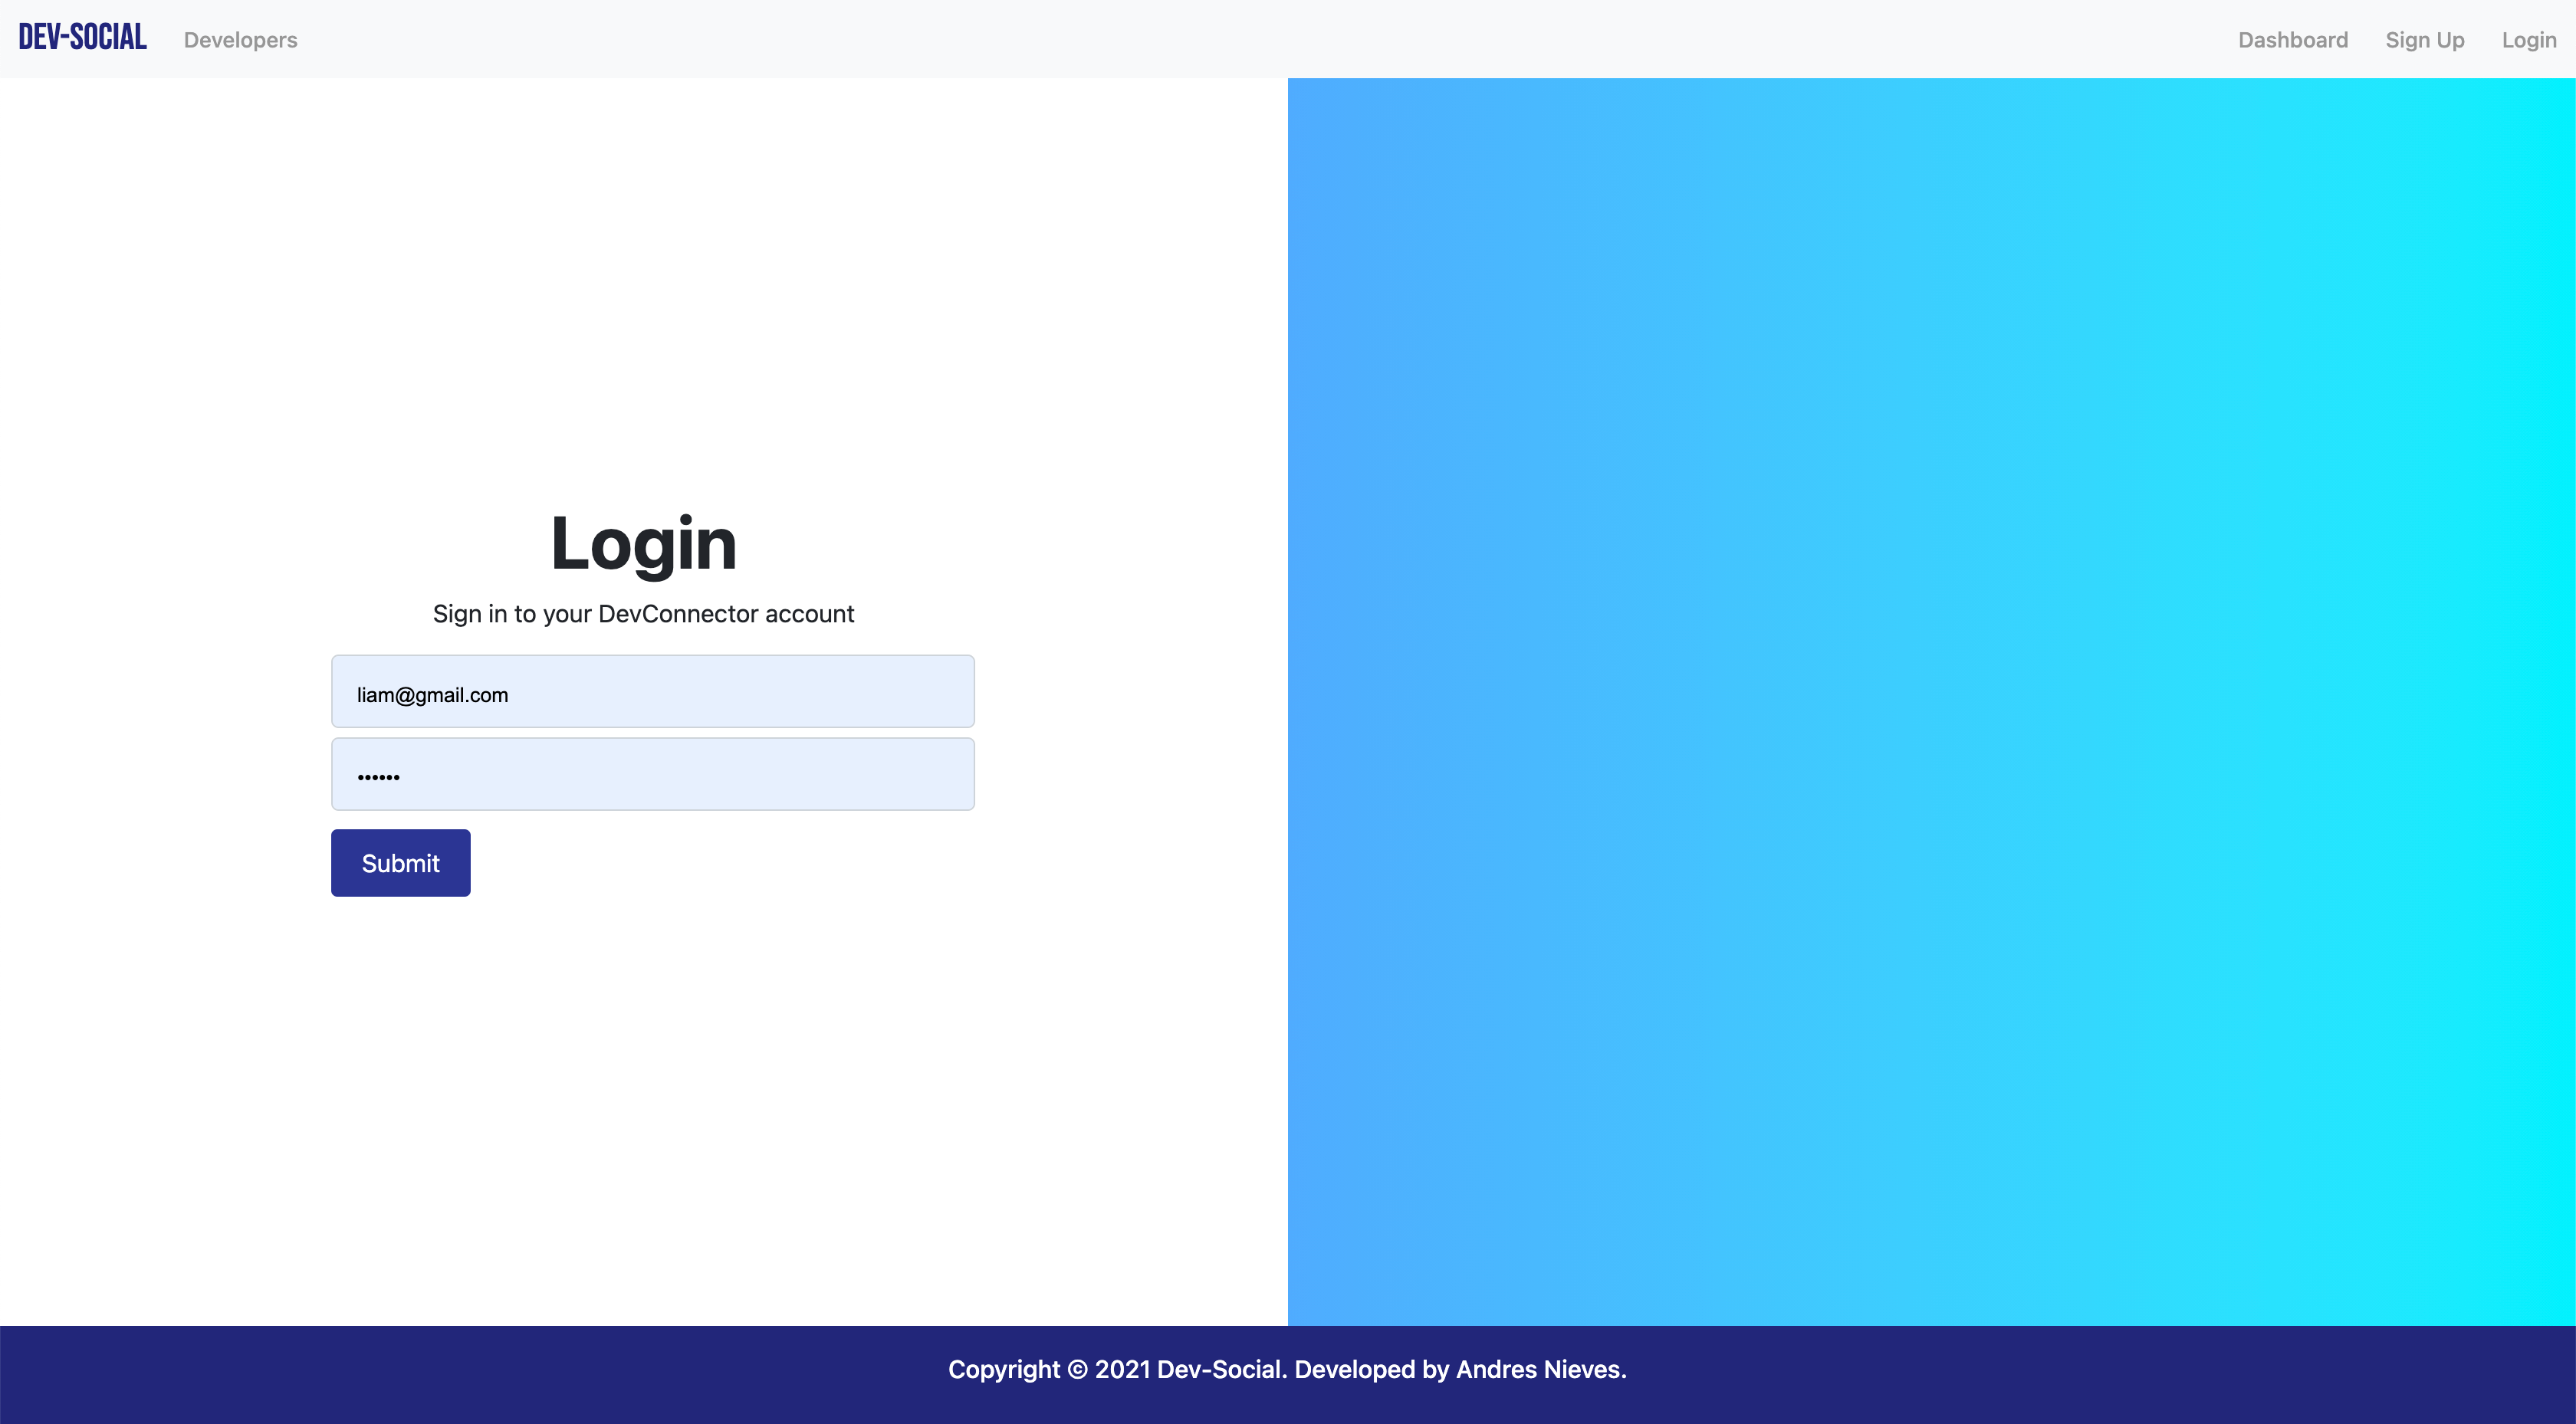 DEV-SOCIAL Developers Dashboard Sign Up Login
Login
Sign in to your DevConnector account
liam@gmail.com
••••••
Submit
Copyright © 2021 Dev-Social. Developed by Andres Nieves.